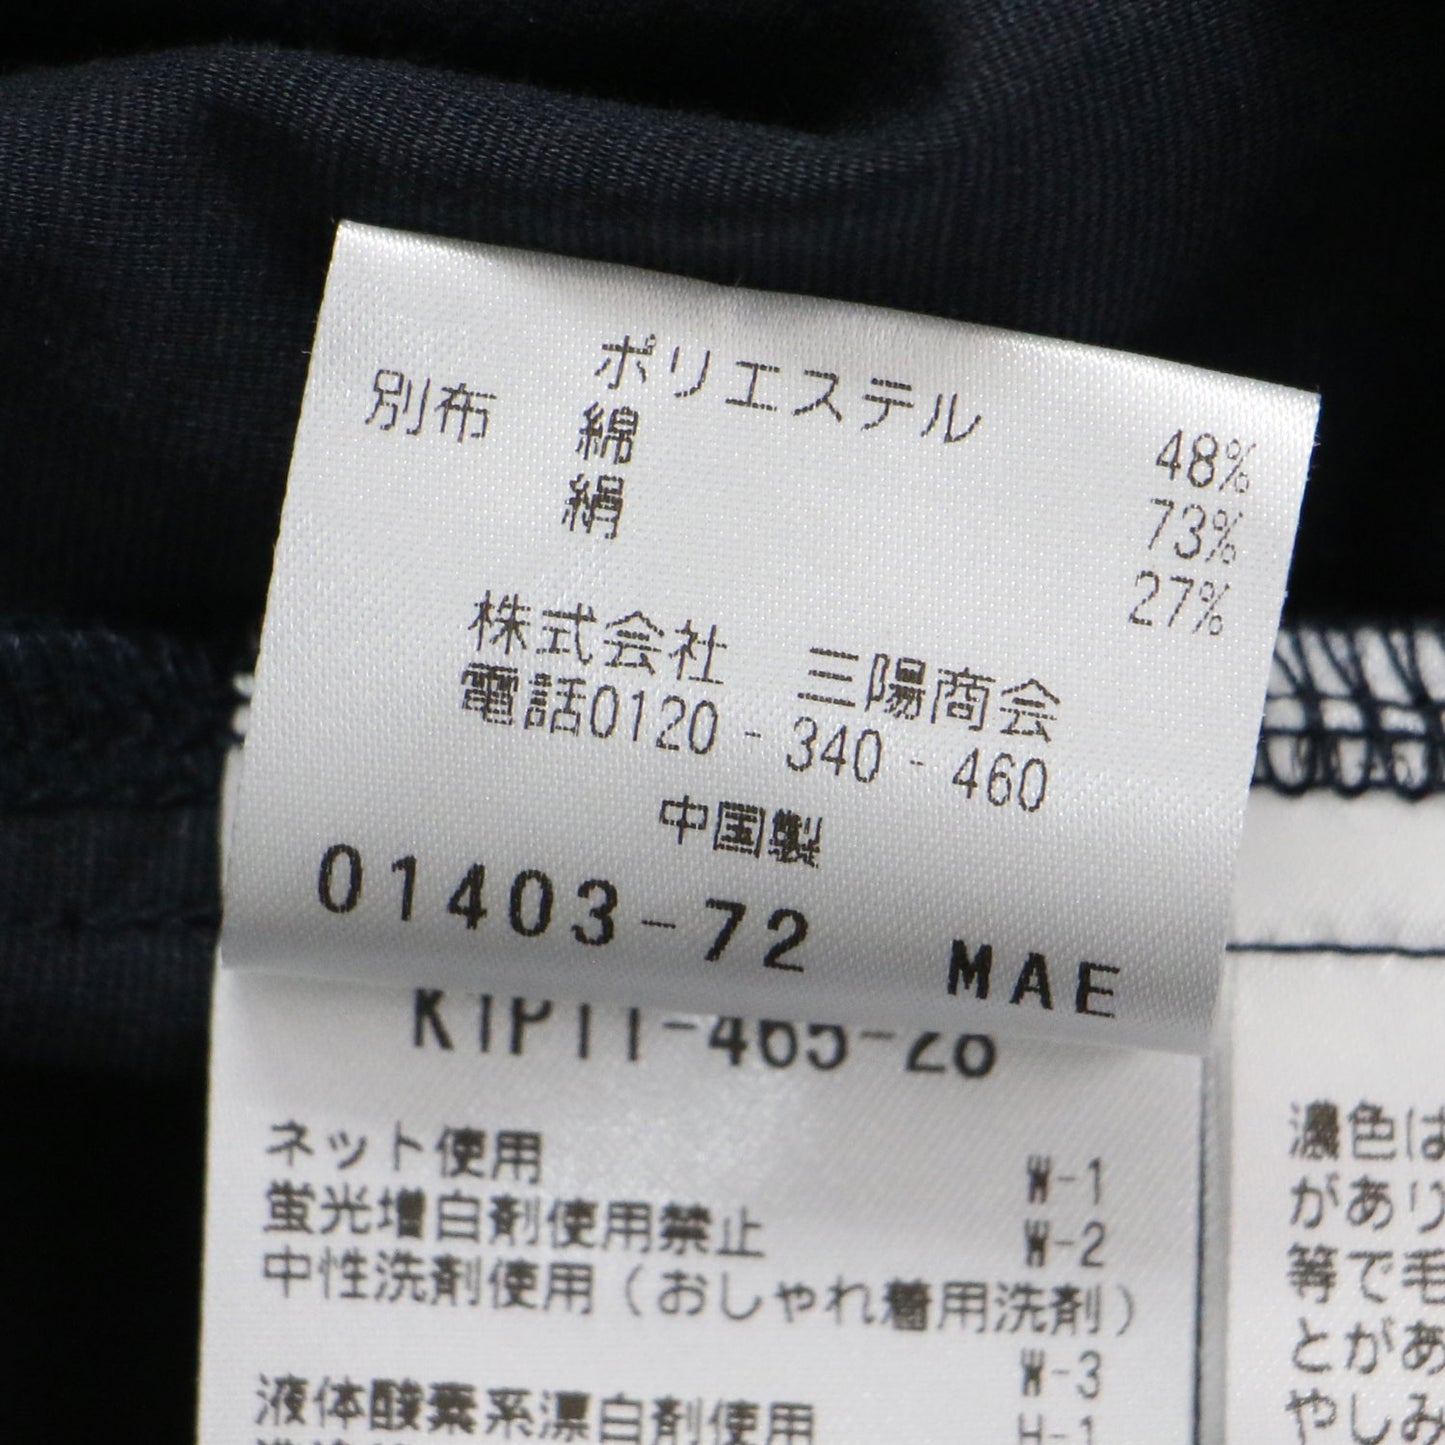 ポリエステル 48%
別布 綿 73%
絹 27%
株式会社 三陽商会
電話0120-340-460
中国製
01403-72 MAE
ネット使用 W-1
蛍光増白剤使用禁止 W-2
中性洗剤使用(おしゃれ着用洗剤)
W-3
液体酸素系漂白剤使用 H-1
濃色は
があり
等で毛
とがあ
やしみ